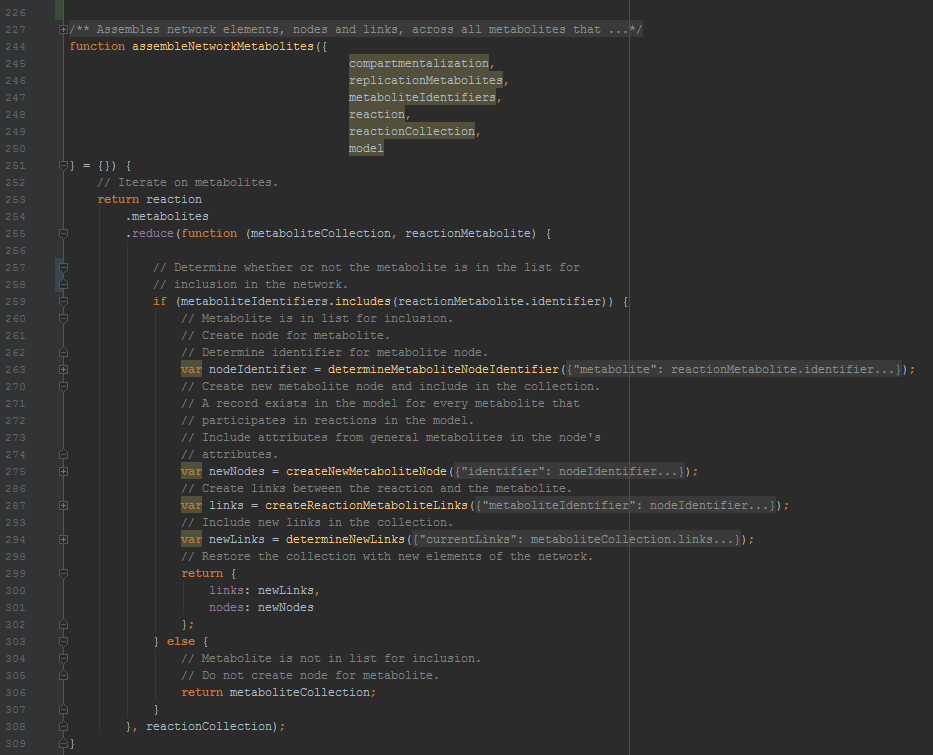 226
227 /** Assembles network elements, nodes and links, across all metabolites that ...*/
244 function assembleNetworkMetabolites({
245 compartmentalization,
246 replicationMetabolites,
247 metaboliteIdentifiers,
248 reaction,
249 reactionCollection,
250 model
251 } = {}) {
252 // Iterate on metabolites.
253 return reaction
254 .metabolites
255 .reduce(function (metaboliteCollection, reactionMetabolite) {
256
257 // Determine whether or not the metabolite is in the list for
258 // inclusion in the network.
259 if (metaboliteIdentifiers.includes(reactionMetabolite.identifier)) {
260 // Metabolite is in list for inclusion.
261 // Create node for metabolite.
262 // Determine identifier for metabolite node.
263 var nodeIdentifier = determineMetaboliteNodeIdentifier({"metabolite": reactionMetabolite.identifier...});
270 // Create new metabolite node and include in the collection.
271 // A record exists in the model for every metabolite that
272 // participates in reactions in the model.
273 // Include attributes from general metabolites in the node's
274 // attributes.
275 var newNodes = createNewMetaboliteNode({"identifier": nodeIdentifier...});
286 // Create links between the reaction and the metabolite.
287 var links = createReactionMetaboliteLinks({"metaboliteIdentifier": nodeIdentifier...});
293 // Include new links in the collection.
294 var newLinks = determineNewLinks({"currentLinks": metaboliteCollection.links...});
298 // Restore the collection with new elements of the network.
299 return {
300 links: newLinks,
301 nodes: newNodes
302 };
303 } else {
304 // Metabolite is not in list for inclusion.
305 // Do not create node for metabolite.
306 return metaboliteCollection;
307 }
308 }, reactionCollection);
309 }